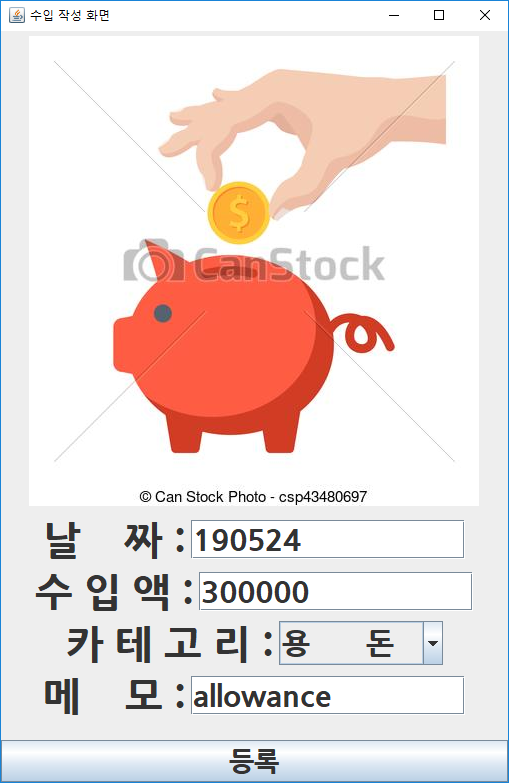 수입 작성 화면
$
CanStock
© Can Stock Photo - csp43480697
날 짜 : 190524
수 입 액 : 300000
카 테 고 리 : 용 돈
메 모 : allowance
등록